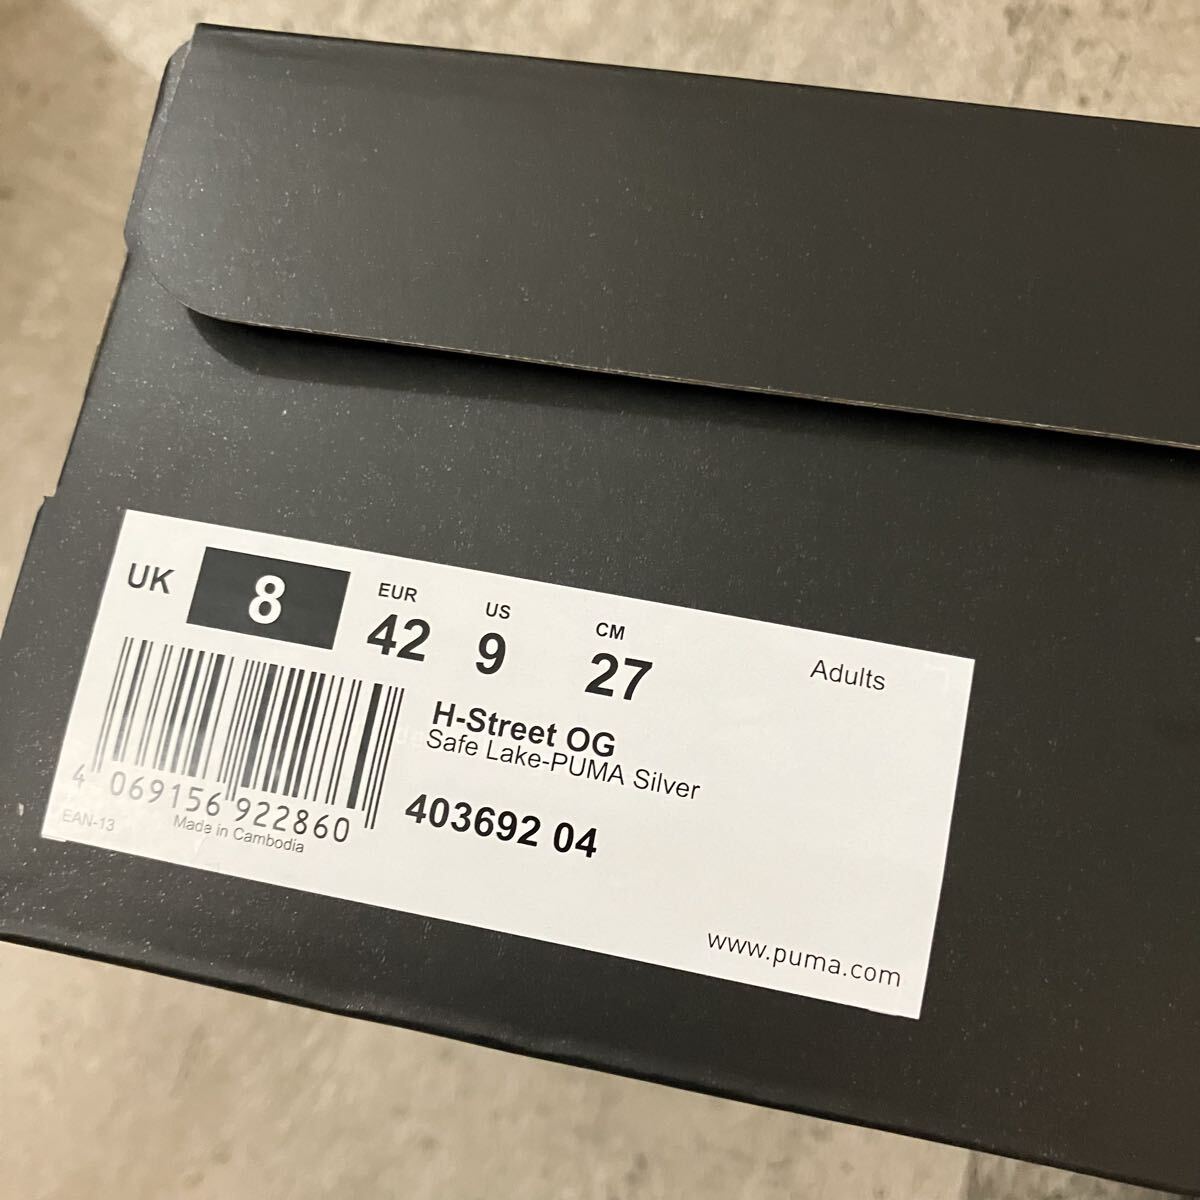 UK 8 EUR 42 US 9 CM 27 Adults
H-Street OG
Safe Lake-PUMA Silver
403692 04
4 069156 922860
EAN-13 Made in Cambodia
www.puma.com